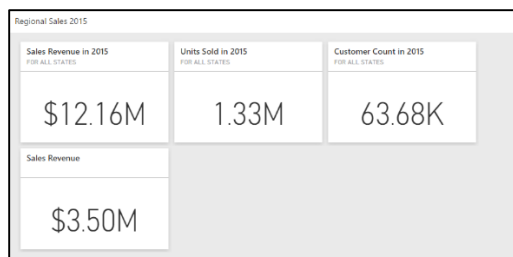 Regional Sales 2015
Sales Revenue in 2015
FOR ALL STATES
$12.16M
Units Sold in 2015
FOR ALL STATES
1.33M
Customer Count in 2015
FOR ALL STATES
63.68K
Sales Revenue
$3.50M